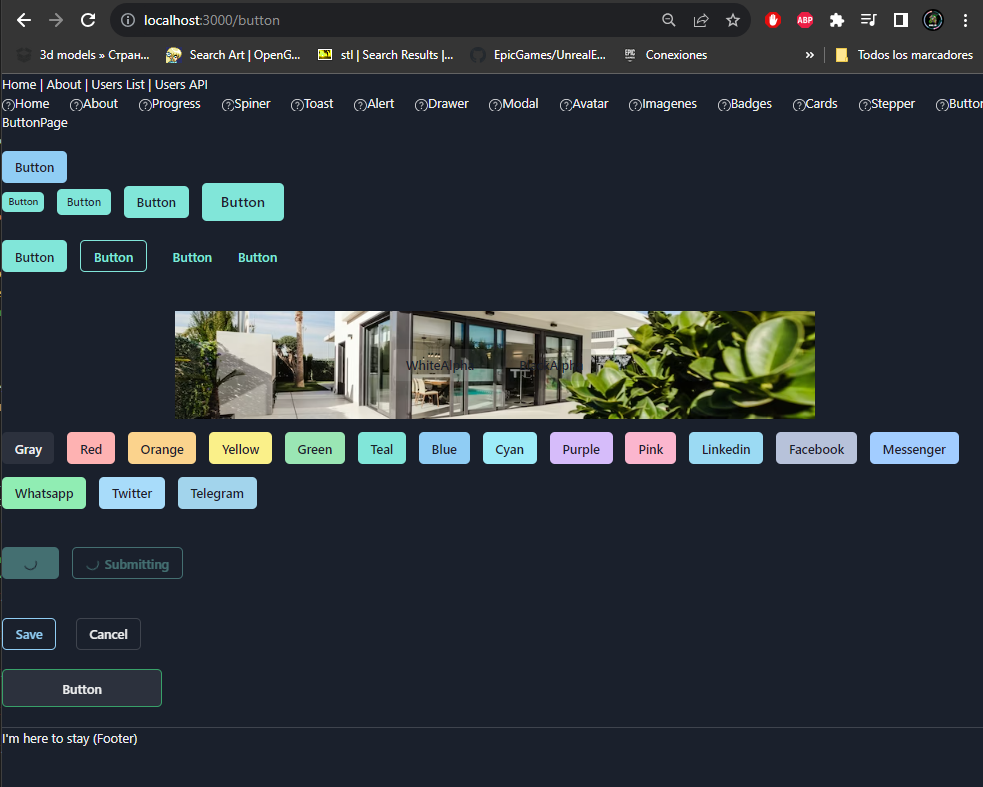 localhost:3000/button
ABP
3d models » Стран... Search Art | OpenG... stl | Search Results |... EpicGames/UnrealE... EPIC GAMES Conexiones » Todos los marcadores
Home | About | Users List | Users API
Home About Progress Spiner Toast Alert Drawer Modal Avatar Imagenes Badges Cards Stepper Button
ButtonPage
Button
Button Button Button Button
Button Button Button Button
WhiteAlpha BlackAlpha
Gray Red Orange Yellow Green Teal Blue Cyan Purple Pink Linkedin Facebook Messenger
Whatsapp Twitter Telegram
Submitting
Save Cancel
Button
I'm here to stay (Footer)